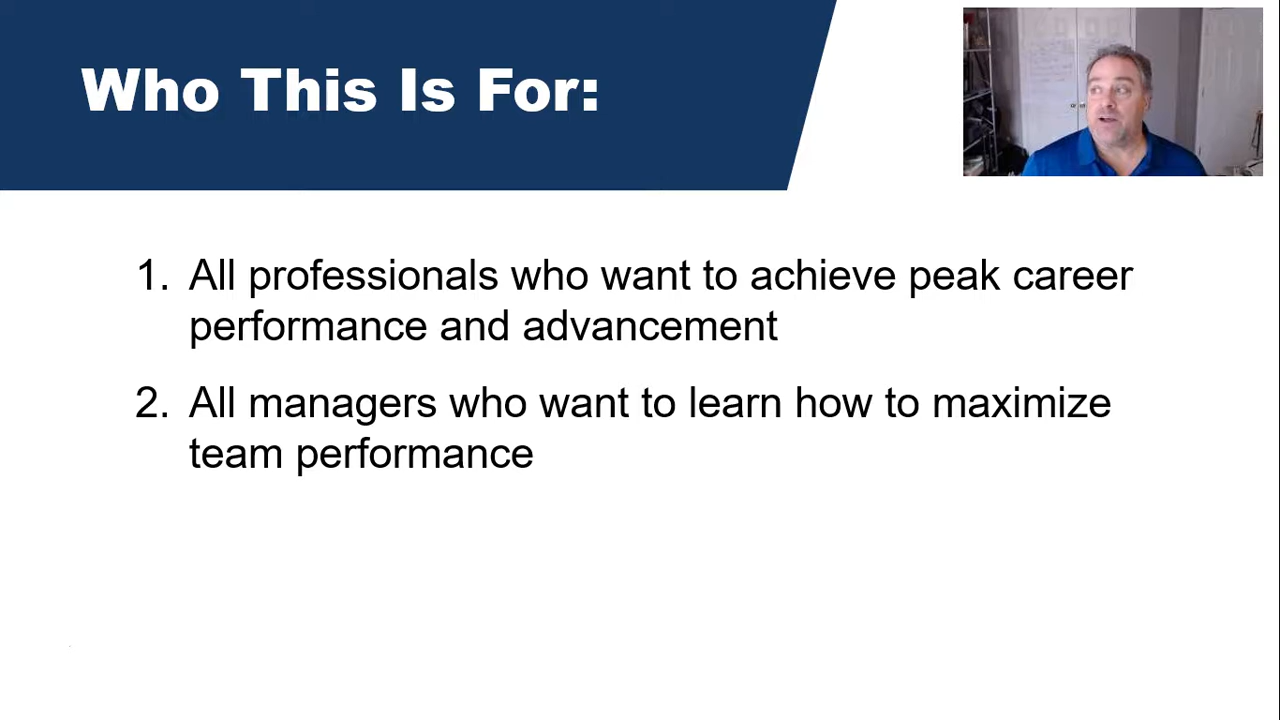 Who This Is For:
1. All professionals who want to achieve peak career
performance and advancement
2. All managers who want to learn how to maximize
team performance